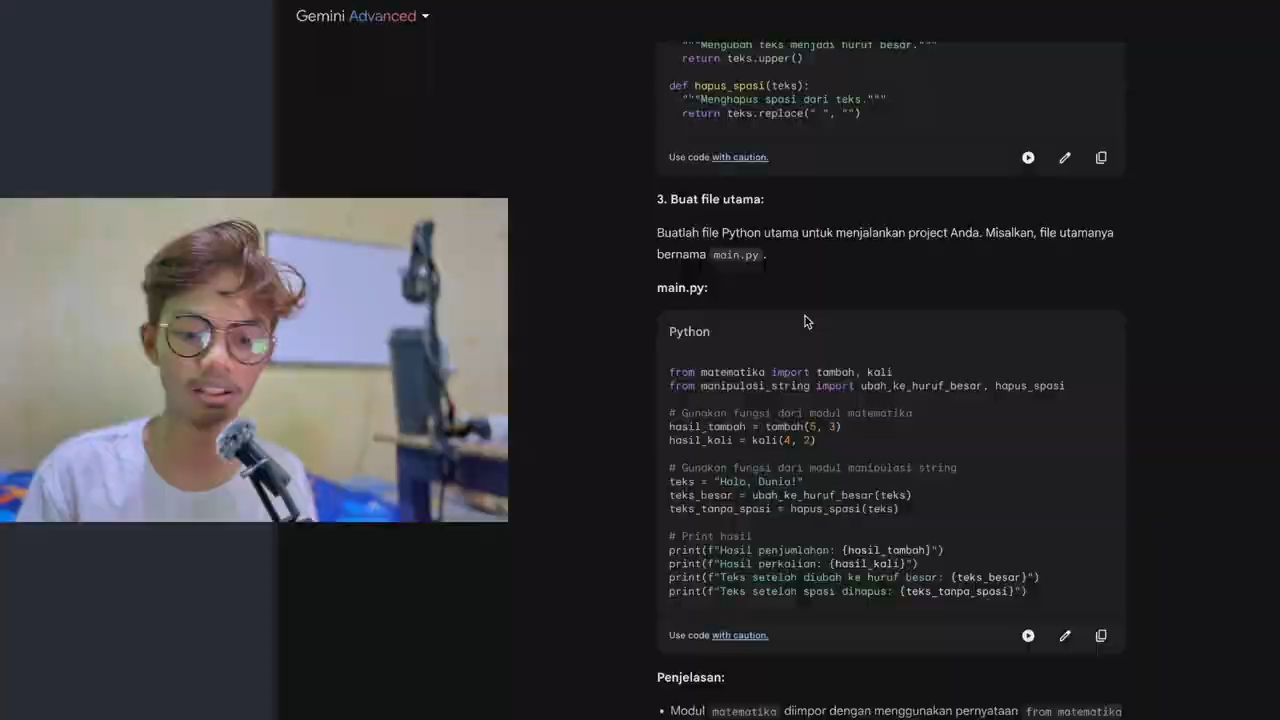 Gemini Advanced
"""Mengubah teks menjadi huruf besar."""
return teks.upper()
def hapus_spasi(teks):
"""Menghapus spasi dari teks."""
return teks.replace(" ", "")
Use code with caution.
3. Buat file utama:
Buatlah file Python utama untuk menjalankan project Anda. Misalkan, file utamanya
bernama main.py.
main.py:
Python
from matematika import tambah, kali
from manipulasi_string import ubah_ke_huruf_besar, hapus_spasi
# Gunakan fungsi dari modul matematika
hasil_tambah = tambah(5, 3)
hasil_kali = kali(4, 2)
# Gunakan fungsi dari modul manipulasi string
teks = "Halo, Dunia!"
teks_besar = ubah_ke_huruf_besar(teks)
teks_tanpa_spasi = hapus_spasi(teks)
# Print hasil
print(f"Hasil penjumlahan: {hasil_tambah}")
print(f"Hasil perkalian: {hasil_kali}")
print(f"Teks setelah diubah ke huruf besar: {teks_besar}")
print(f"Teks setelah spasi dihapus: {teks_tanpa_spasi}")
Use code with caution.
Penjelasan:
• Modul matematika diimpor dengan menggunakan pernyataan from matematika